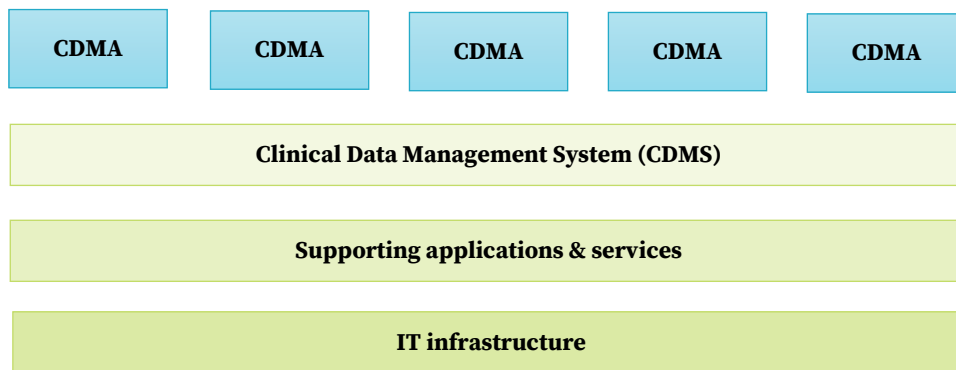 CDMA CDMA CDMA CDMA CDMA
Clinical Data Management System (CDMS)
Supporting applications & services
IT infrastructure